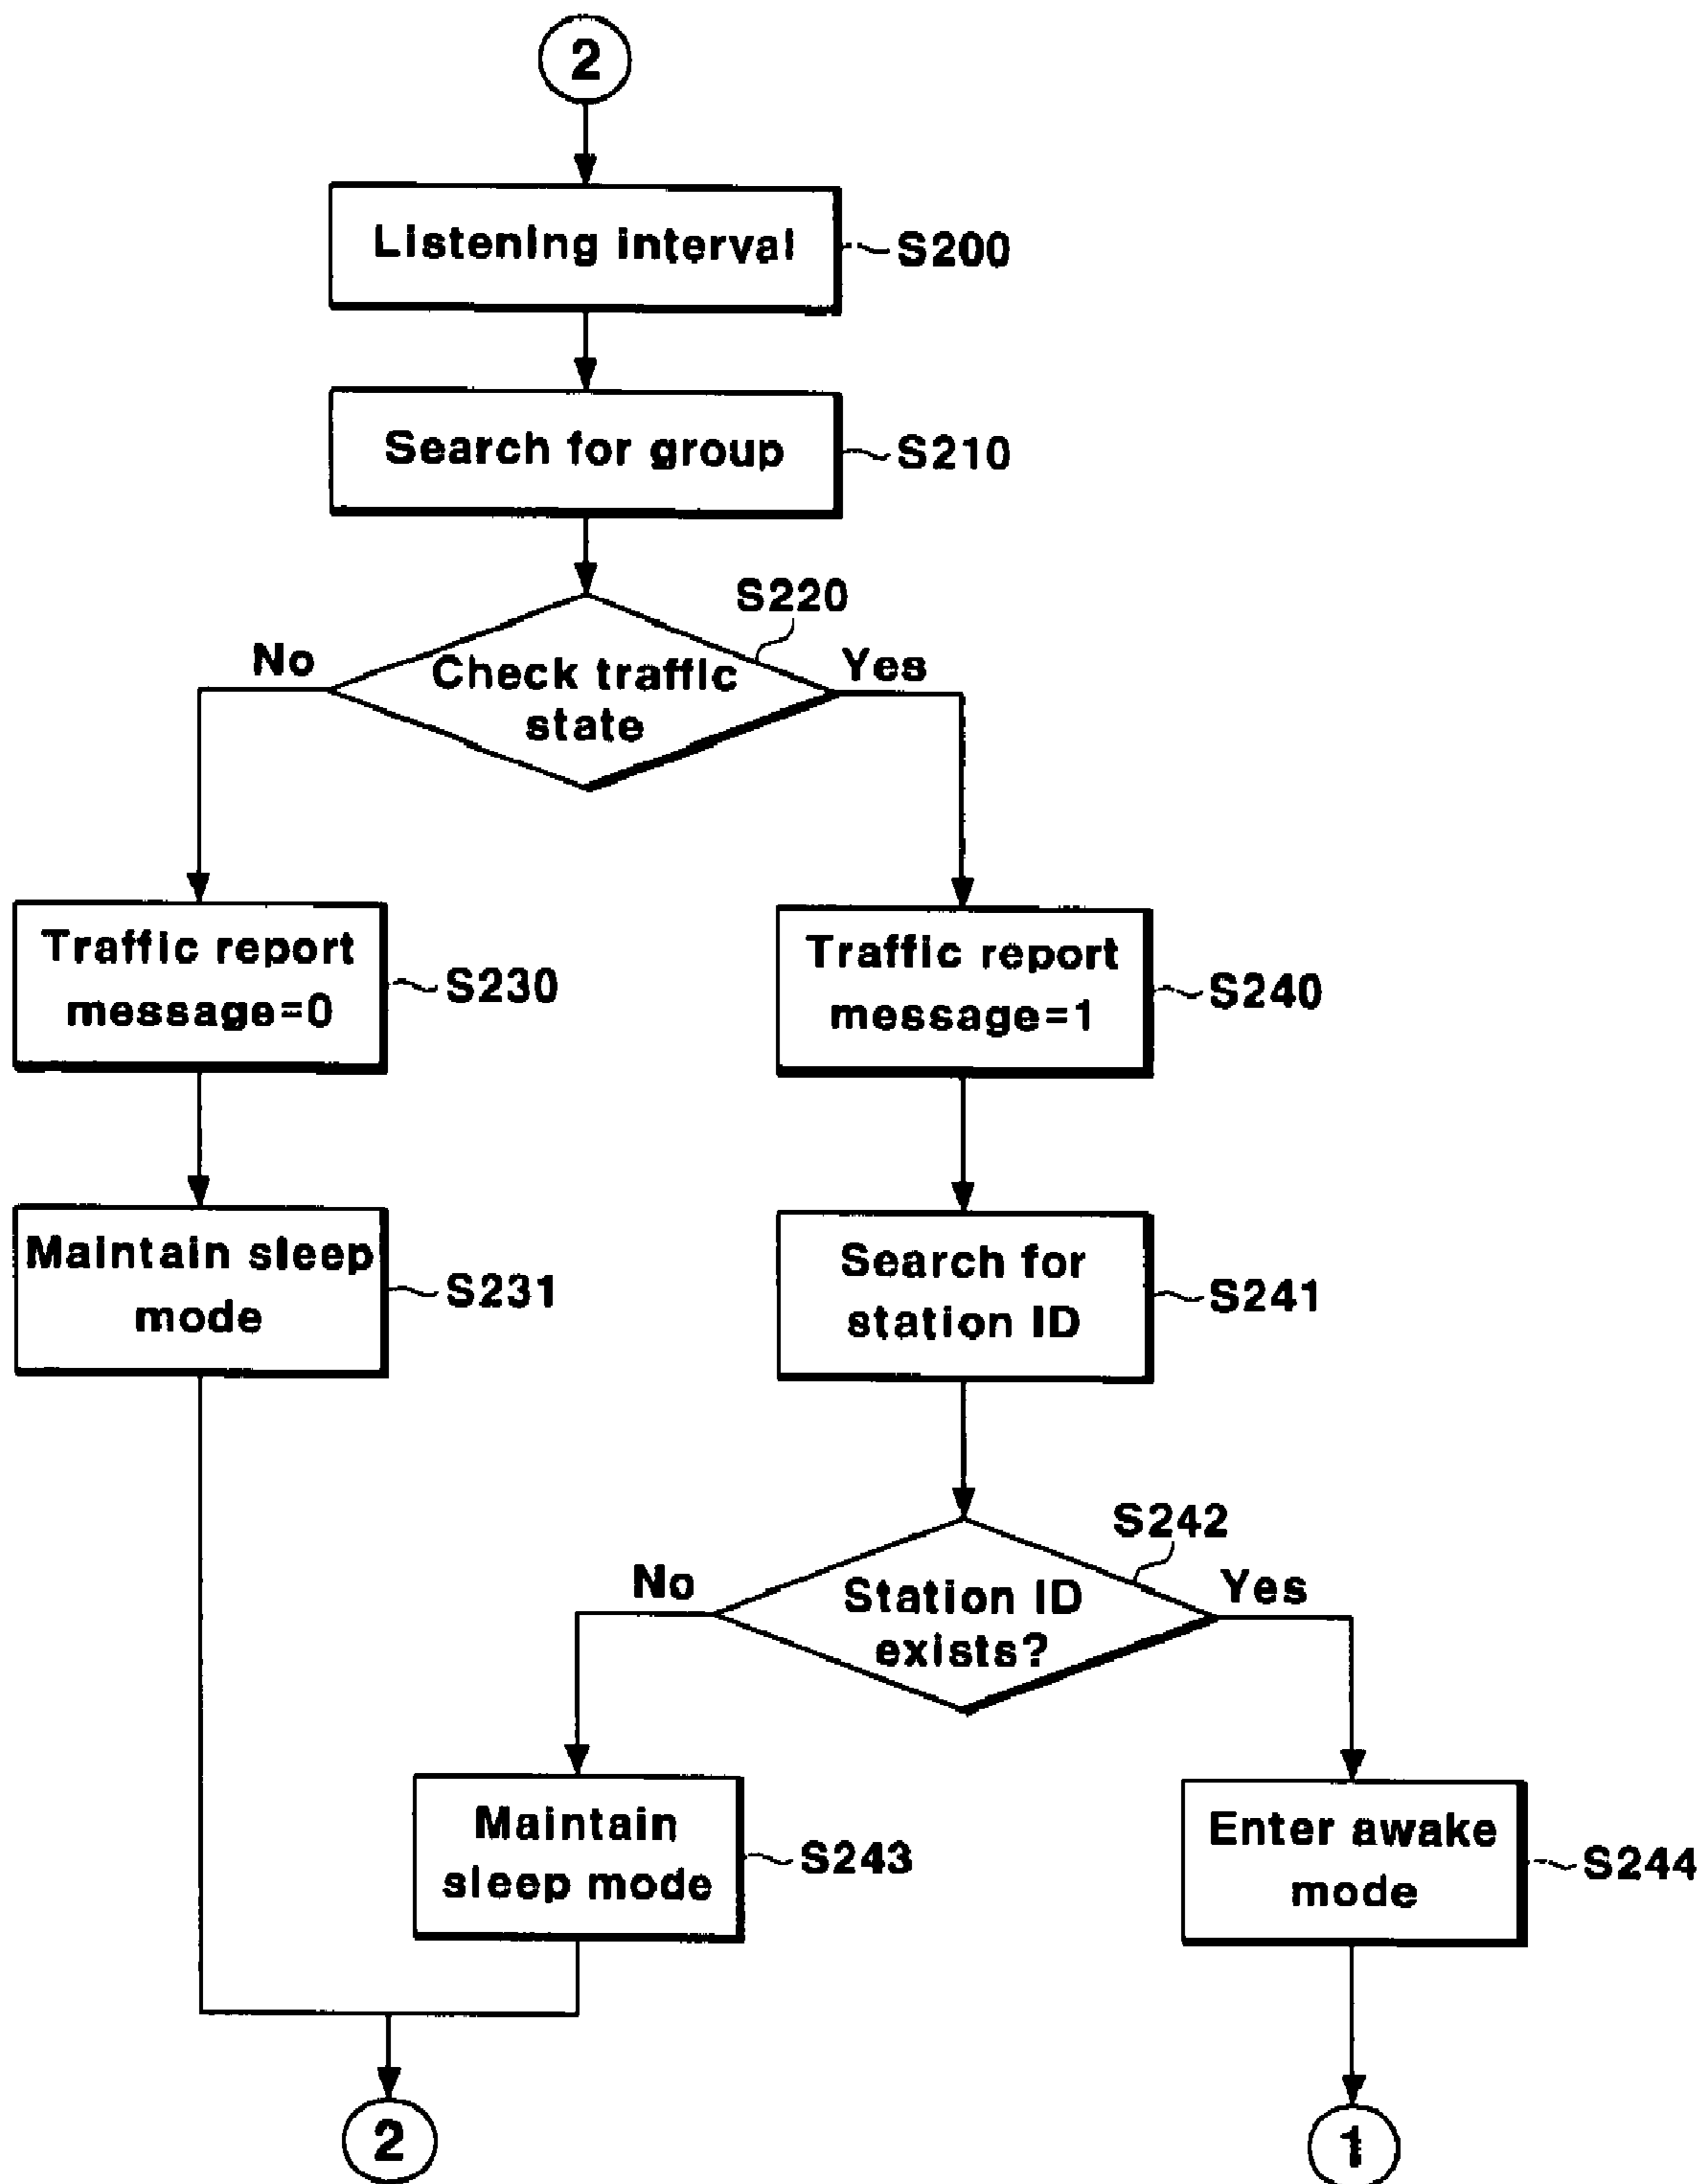 2
Listening interval
S200
Search for group
S210
S220
No
Yes
Check traffic
state
Traffic report
message=0
S230
Traffic report
message=1
S240
Maintain sleep
mode
S231
Search for
station ID
S241
S242
No
Yes
Station ID
exists?
Maintain
sleep mode
S243
Enter awake
mode
S244
2
1